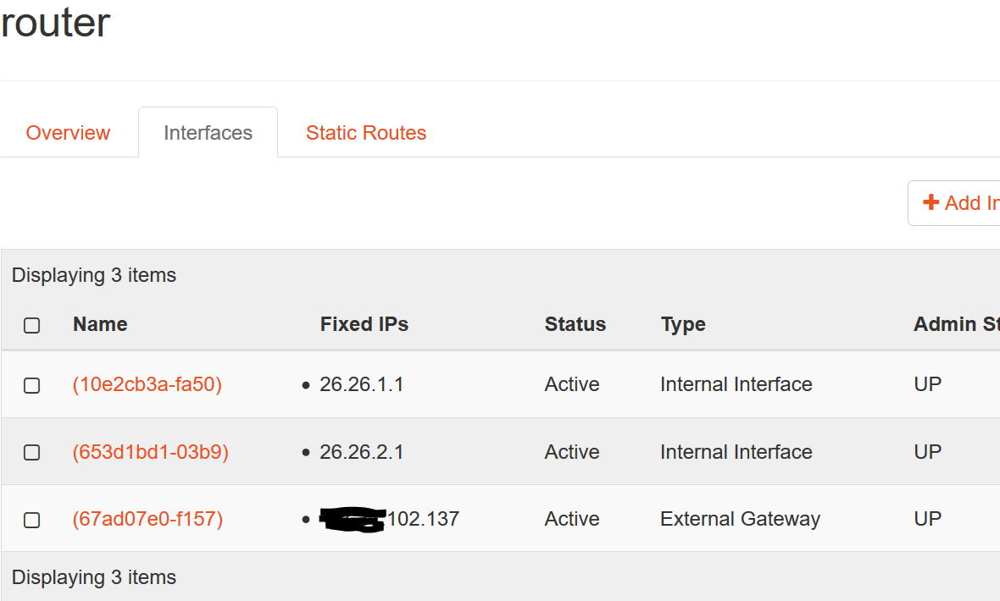 router
Overview Interfaces Static Routes
Add In
Displaying 3 items
Name Fixed IPs Status Type Admin St
(10e2cb3a-fa50) • 26.26.1.1 Active Internal Interface UP
(653d1bd1-03b9) • 26.26.2.1 Active Internal Interface UP
(67ad07e0-f157) • 102.137 Active External Gateway UP
Displaying 3 items